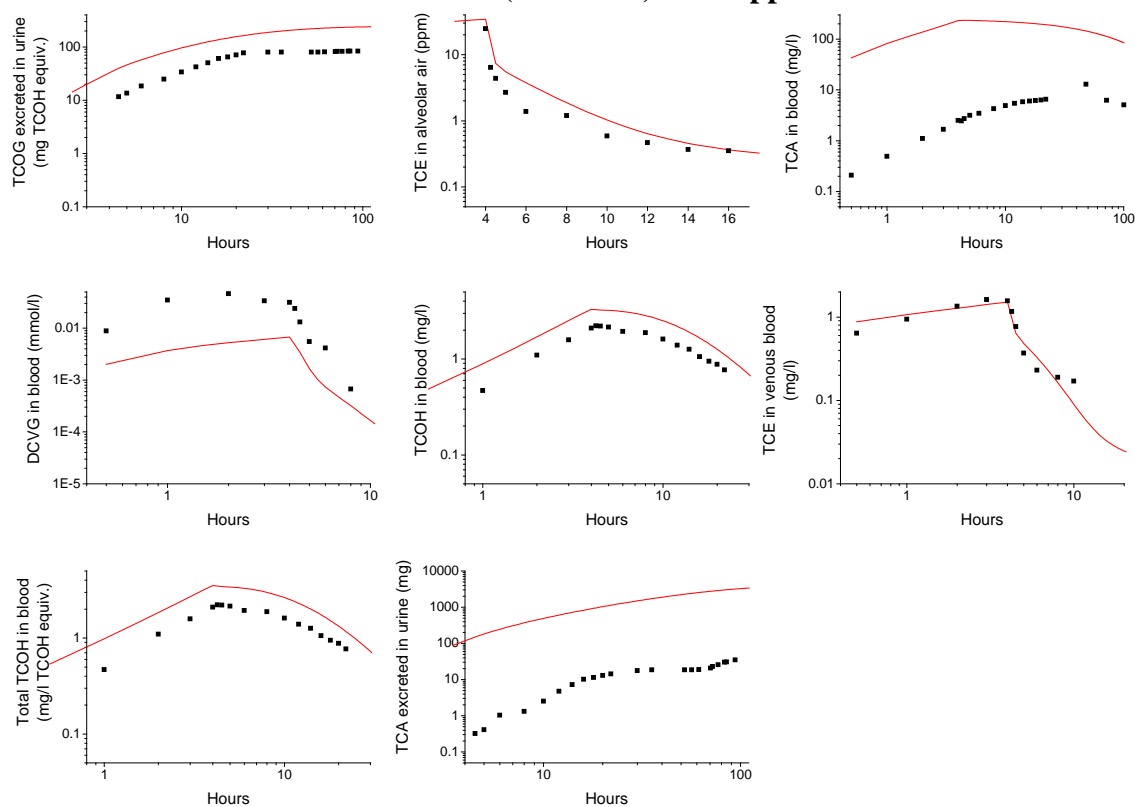 TCOG excreted in urine
(mg TCOH equiv.)
100
10
1
0.1
10
100
Hours
TCE in alveolar air (ppm)
10
1
0.1
4
6
8
10
12
14
16
Hours
TCA in blood (mg/l)
100
10
1
0.1
1
10
100
Hours
DCVG in blood (mmol/l)
0.01
1E-3
1E-4
1E-5
1
10
Hours
TCOH in blood (mg/l)
1
0.1
1
10
Hours
TCE in venous blood
(mg/l)
1
0.1
0.01
1
10
Hours
Total TCOH in blood
(mg/l TCOH equiv.)
1
0.1
1
10
Hours
TCA excreted in urine (mg)
10000
1000
100
10
1
0.1
10
100
Hours